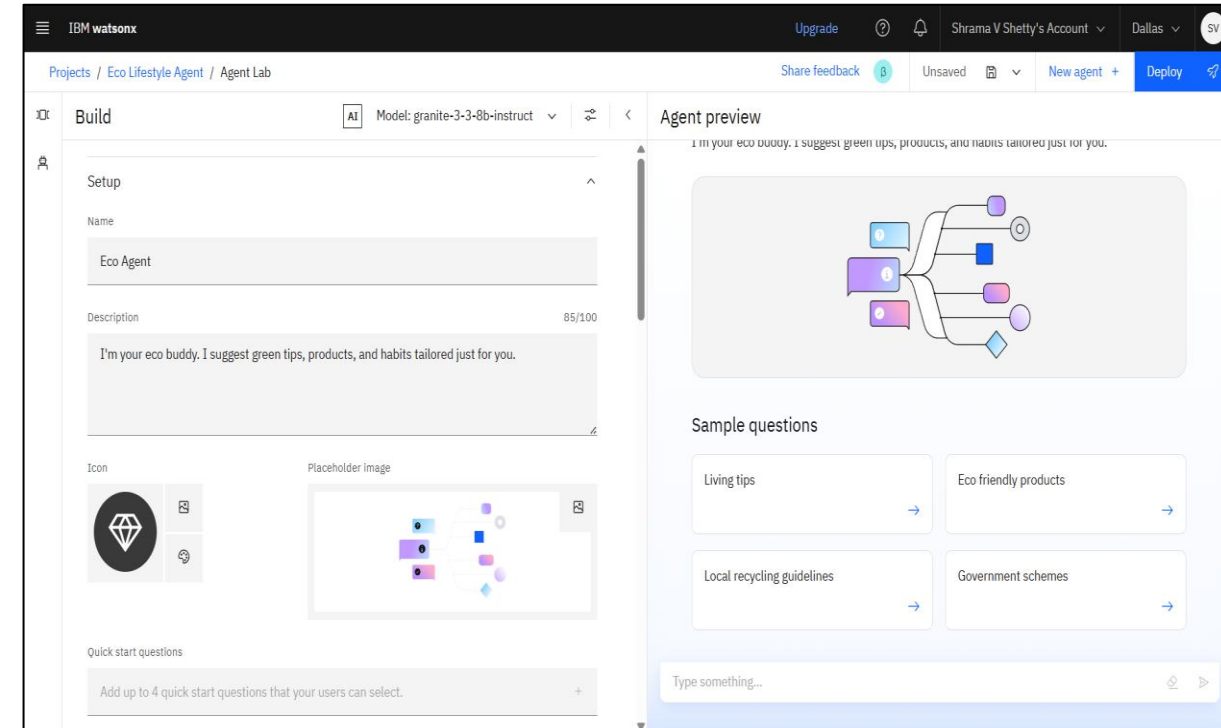 IBM watsonx
Upgrade
Shrama V Shetty's Account
Dallas
SV
Projects / Eco Lifestyle Agent / Agent Lab
Share feedback
β
Unsaved
New agent +
Deploy
Build
AI
Model: granite-3-3-8b-instruct
Agent preview
Setup
Name
Eco Agent
Description
85/100
I'm your eco buddy. I suggest green tips, products, and habits tailored just for you.
Icon
Placeholder image
Quick start questions
Add up to 4 quick start questions that your users can select.
I'm your eco buddy. I suggest green tips, products, and habits tailored just for you.
Sample questions
Living tips
Eco friendly products
Local recycling guidelines
Government schemes
Type something...